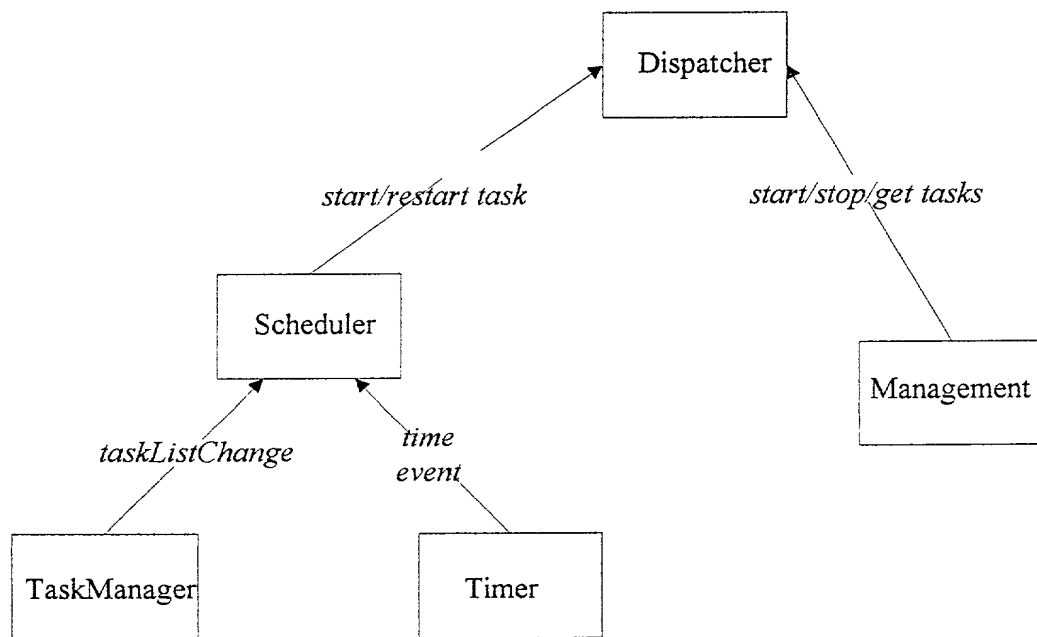 Dispatcher
start/restart task
start/stop/get tasks
Scheduler
Management
taskListChange
time
event
TaskManager
Timer